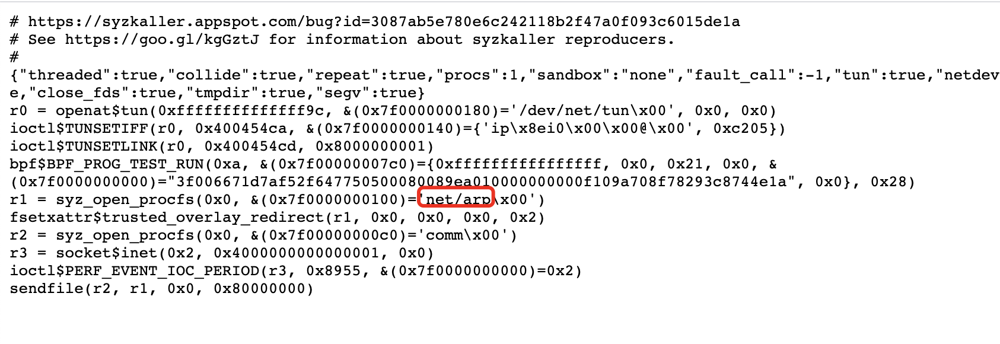 # https://syzkaller.appspot.com/bug?id=3087ab5e780e6c242118b2f47a0f093c6015de1a
# See https://goo.gl/kgGztJ for information about syzkaller reproducers.
#
{"threaded":true,"collide":true,"repeat":true,"procs":1,"sandbox":"none","fault_call":-1,"tun":true,"netdev
e,"close_fds":true,"tmpdir":true,"segv":true}
r0 = openat$tun(0xffffffffffffff9c, &(0x7f0000000180)='/dev/net/tun\x00', 0x0, 0x0)
ioctl$TUNSETIFF(r0, 0x400454ca, &(0x7f0000000140)={'ip\x8ei0\x00\x00@\x00', 0xc205})
ioctl$TUNSETLINK(r0, 0x400454cd, 0x8000000001)
bpf$BPF_PROG_TEST_RUN(0xa, &(0x7f00000007c0)={0xffffffffffffffff, 0x0, 0x21, 0x0, &
(0x7f0000000000)="3f006671d7af52f647750500080089ea010000000000f109a708f78293c8744e1a", 0x0}, 0x28)
r1 = syz_open_procfs(0x0, &(0x7f0000000100)='net/arp\x00')
fsetxattr$trusted_overlay_redirect(r1, 0x0, 0x0, 0x0, 0x2)
r2 = syz_open_procfs(0x0, &(0x7f00000000c0)='comm\x00')
r3 = socket$inet(0x2, 0x4000000000000001, 0x0)
ioctl$PERF_EVENT_IOC_PERIOD(r3, 0x8955, &(0x7f0000000000)=0x2)
sendfile(r2, r1, 0x0, 0x80000000)